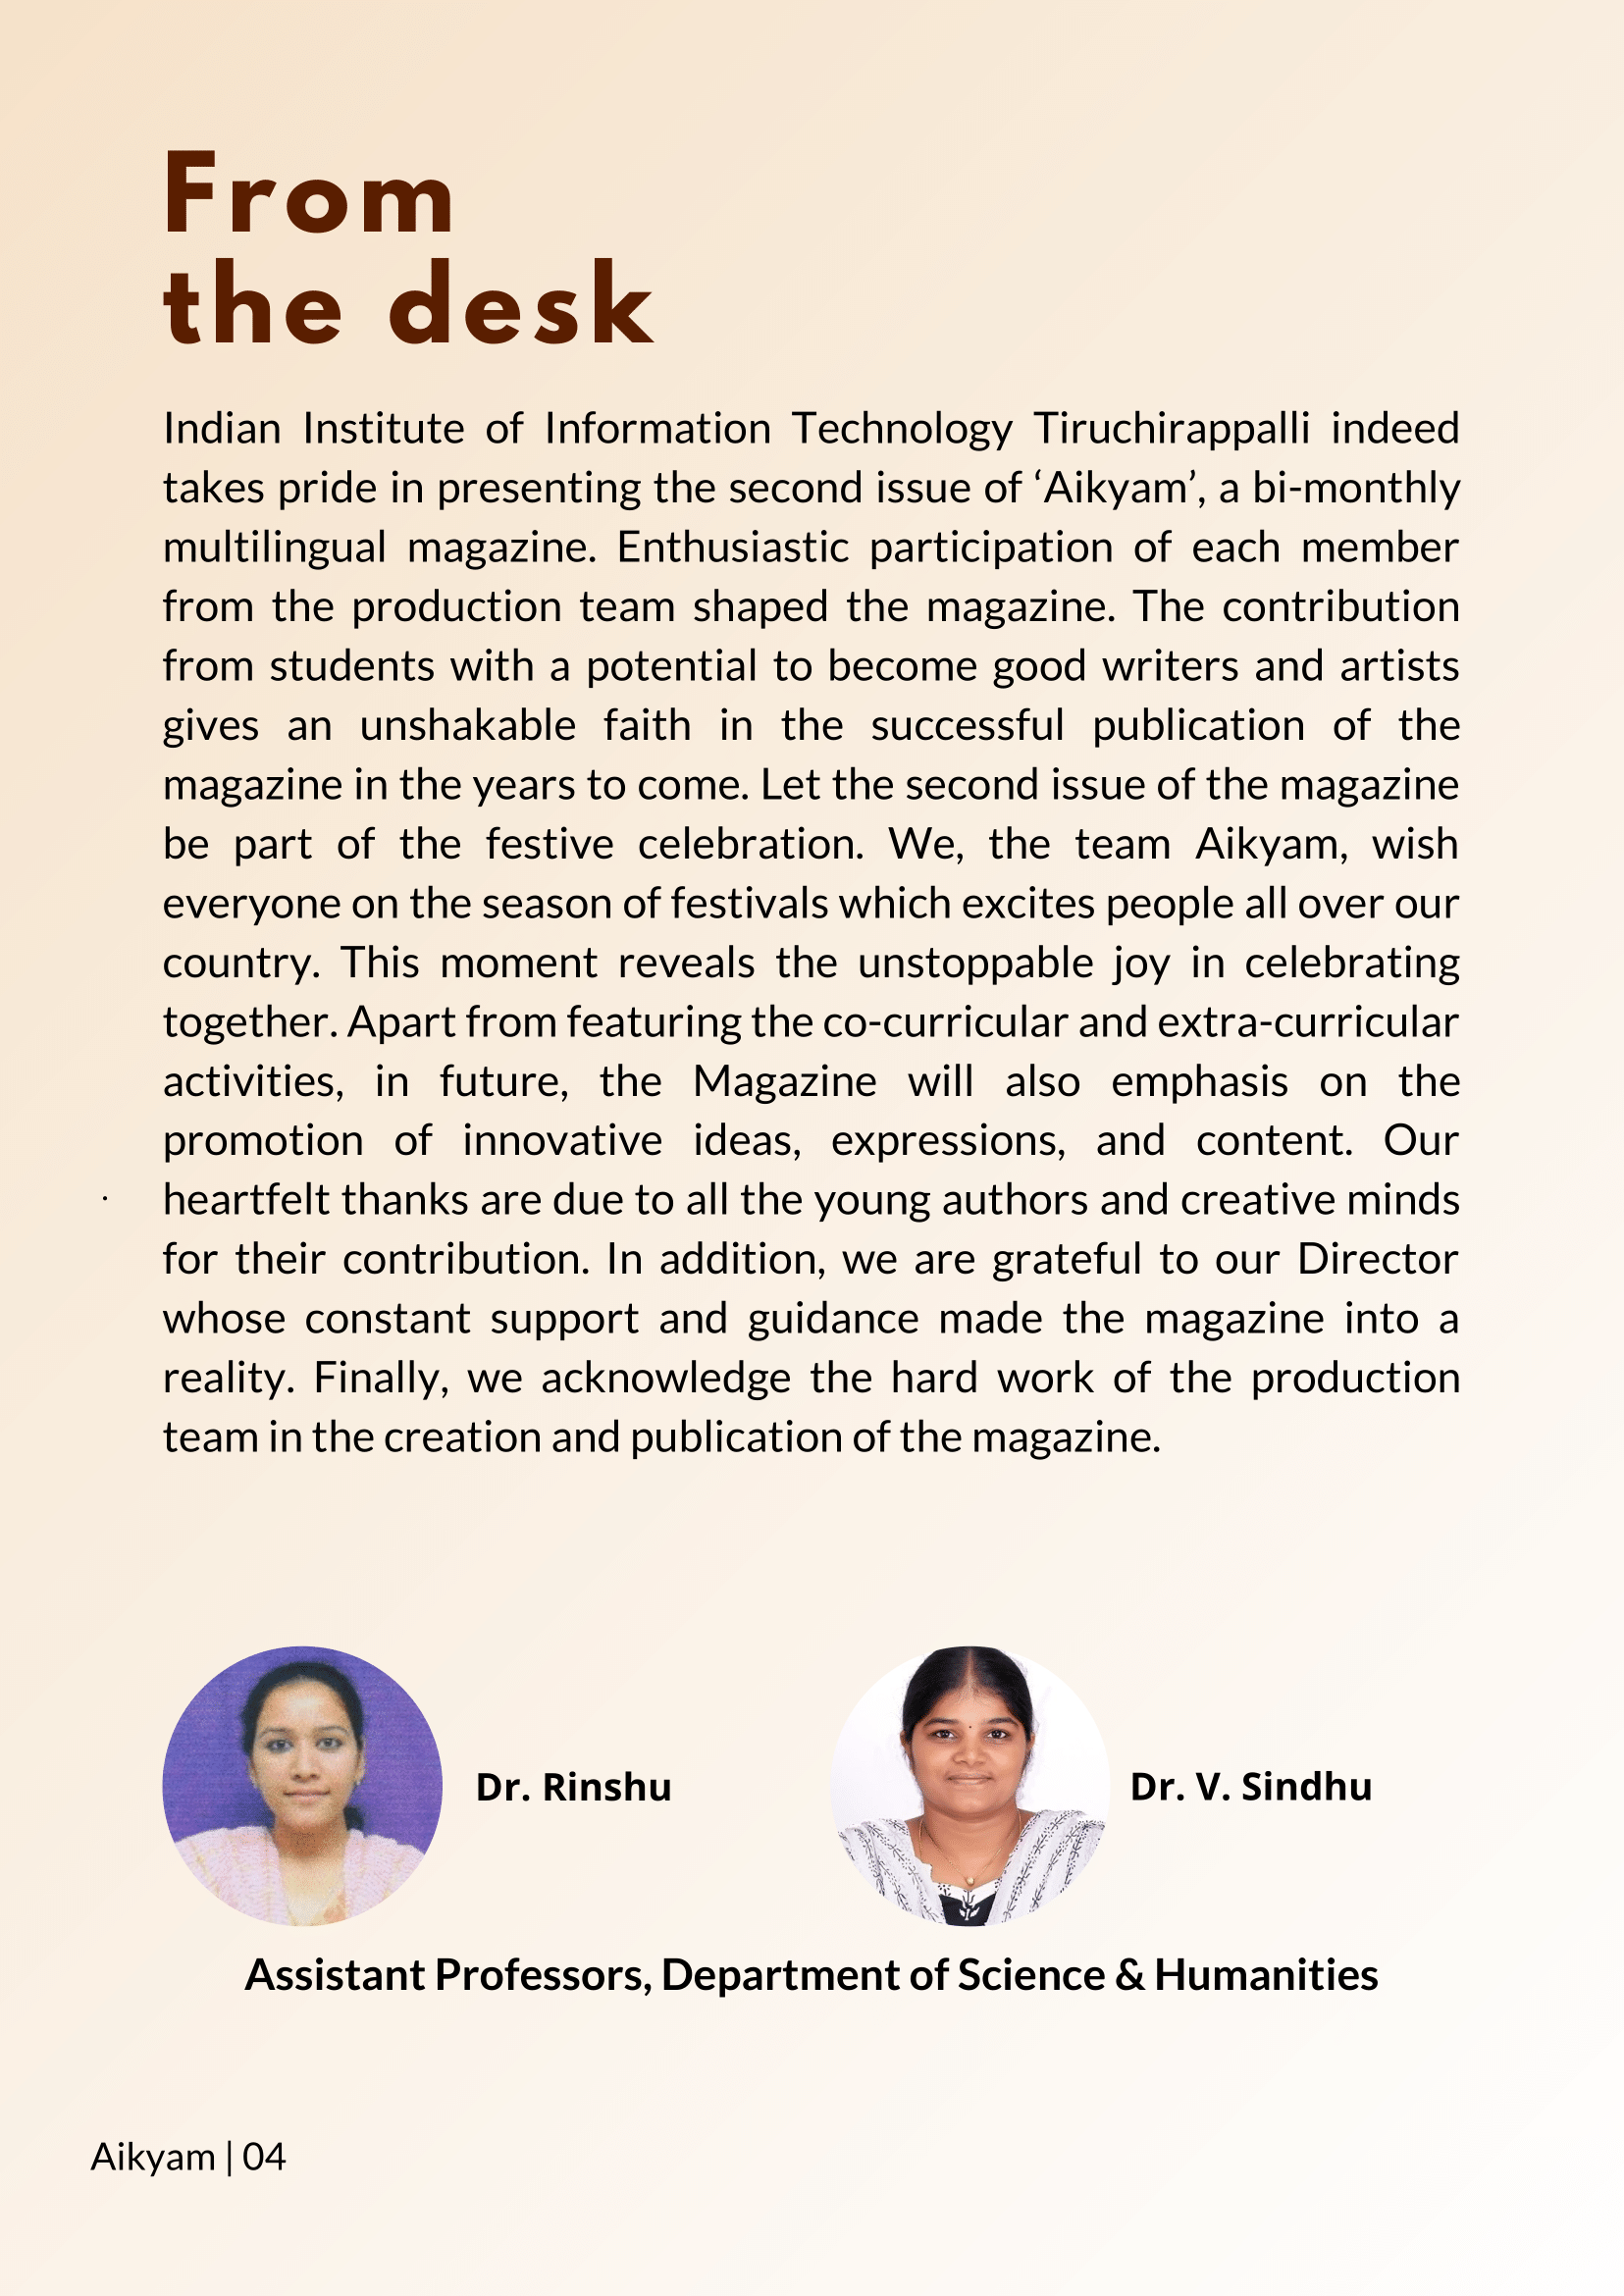 From
the desk
Indian Institute of Information Technology Tiruchirappalli indeed
takes pride in presenting the second issue of ‘Aikyam’, a bi-monthly
multilingual magazine. Enthusiastic participation of each member
from the production team shaped the magazine. The contribution
from students with a potential to become good writers and artists
gives an unshakable faith in the successful publication of the
magazine in the years to come. Let the second issue of the magazine
be part of the festive celebration. We, the team Aikyam, wish
everyone on the season of festivals which excites people all over our
country. This moment reveals the unstoppable joy in celebrating
together. Apart from featuring the co-curricular and extra-curricular
activities, in future, the Magazine will also emphasis on the
promotion of innovative ideas, expressions, and content. Our
heartfelt thanks are due to all the young authors and creative minds
for their contribution. In addition, we are grateful to our Director
whose constant support and guidance made the magazine into a
reality. Finally, we acknowledge the hard work of the production
team in the creation and publication of the magazine.
Dr. Rinshu
Dr. V. Sindhu
Assistant Professors, Department of Science & Humanities
Aikyam | 04